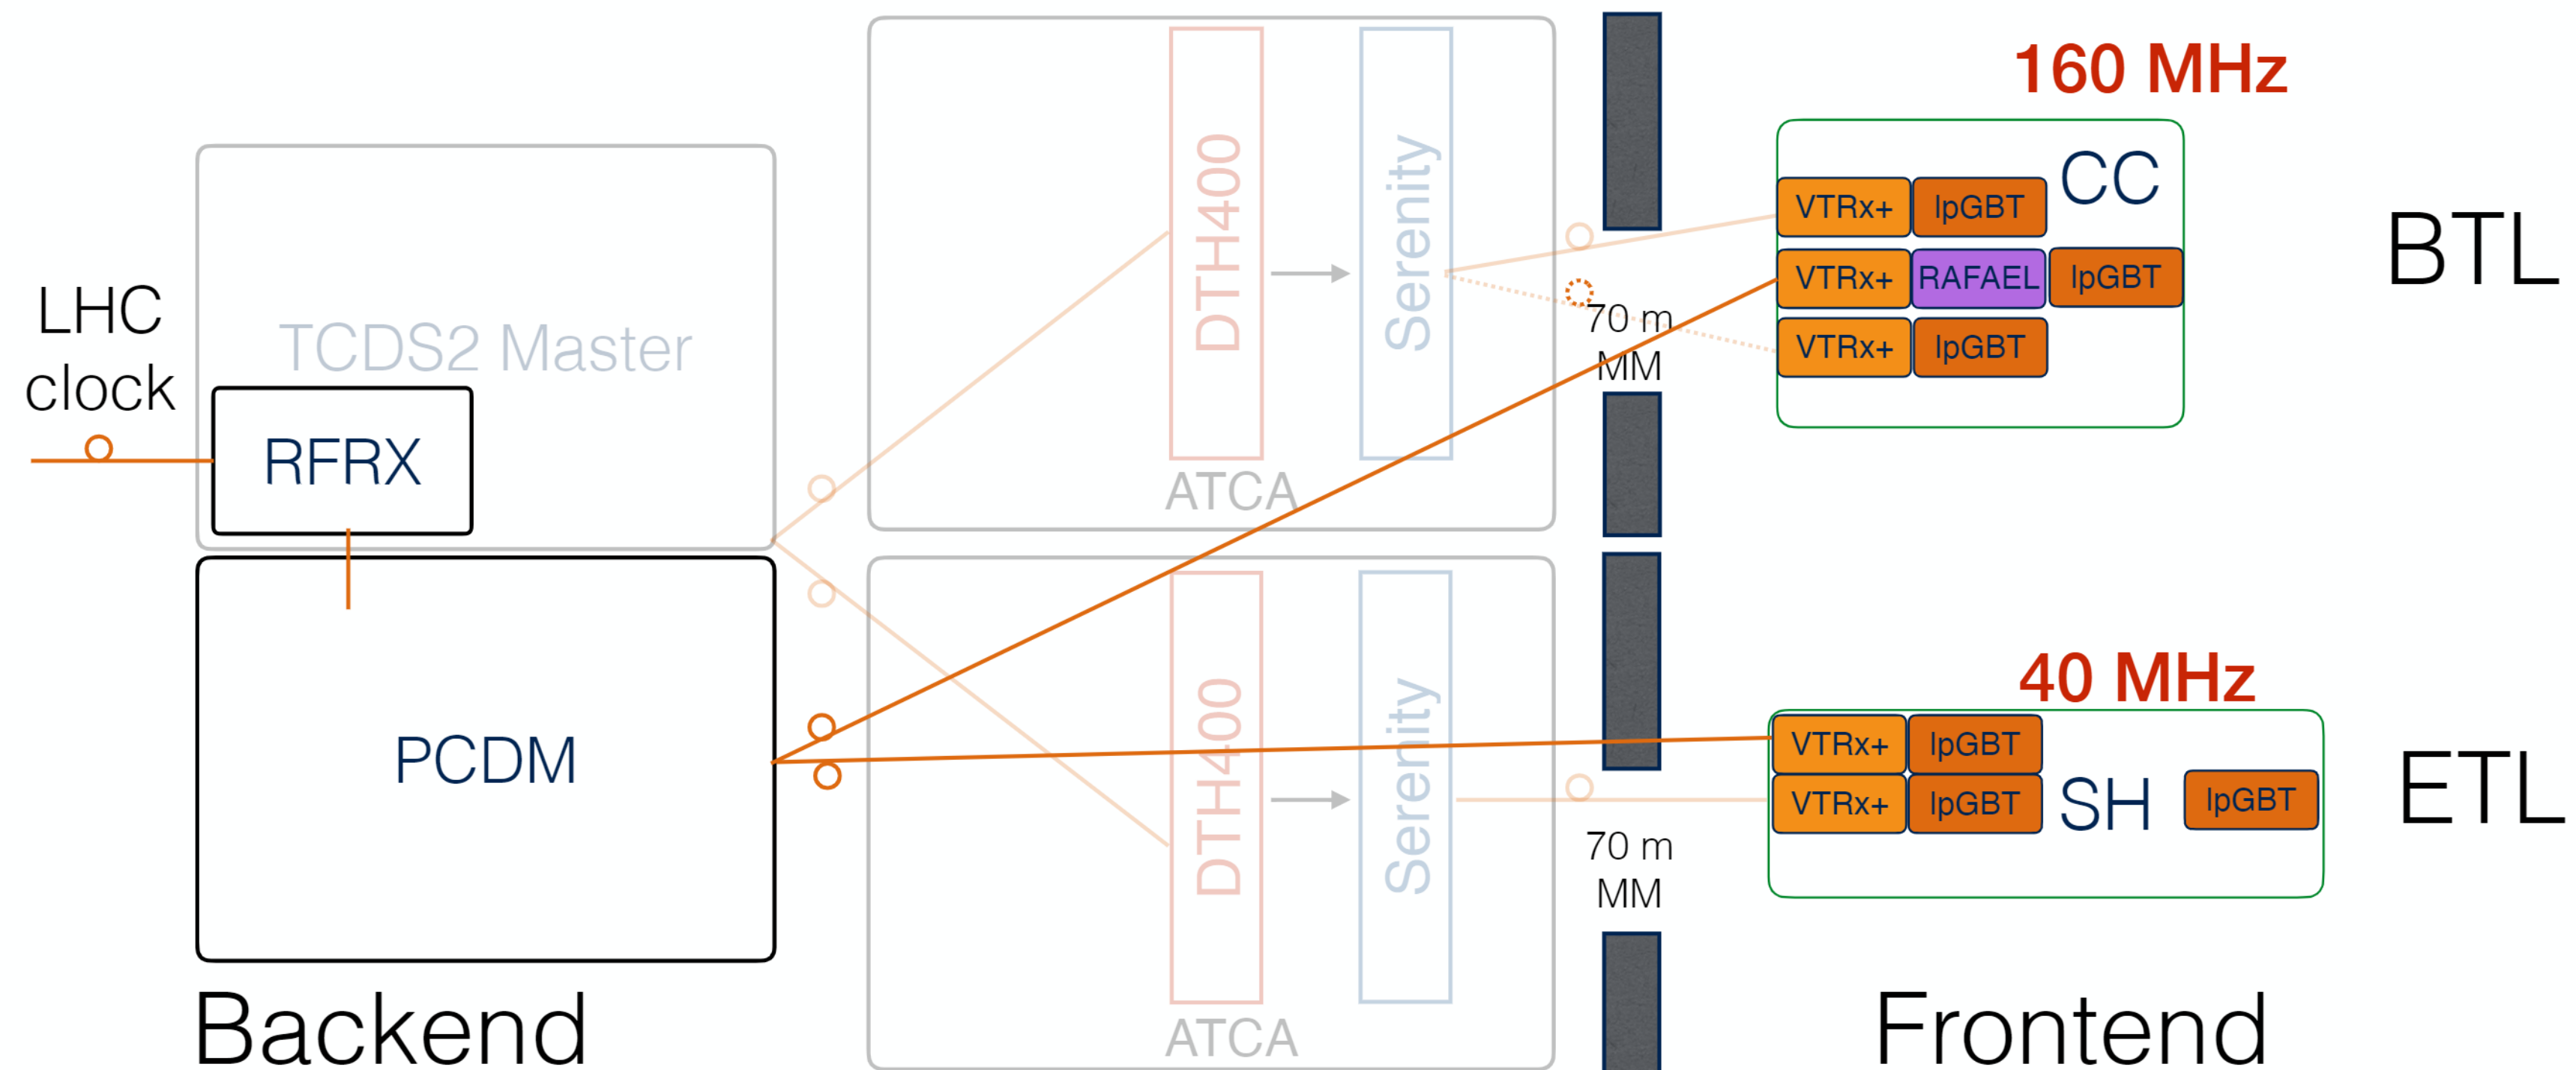 LHC
clock
TCDS2 Master
RFRX
PCDM
Backend
DTH400
Serenity
ATCA
DTH400
Serenity
ATCA
70 m
MM
70 m
MM
160 MHz
VTRx+ lpGBT CC
VTRx+ RAFAEL lpGBT
VTRx+ lpGBT
BTL
40 MHz
VTRx+ lpGBT
VTRx+ lpGBT SH lpGBT
ETL
Frontend